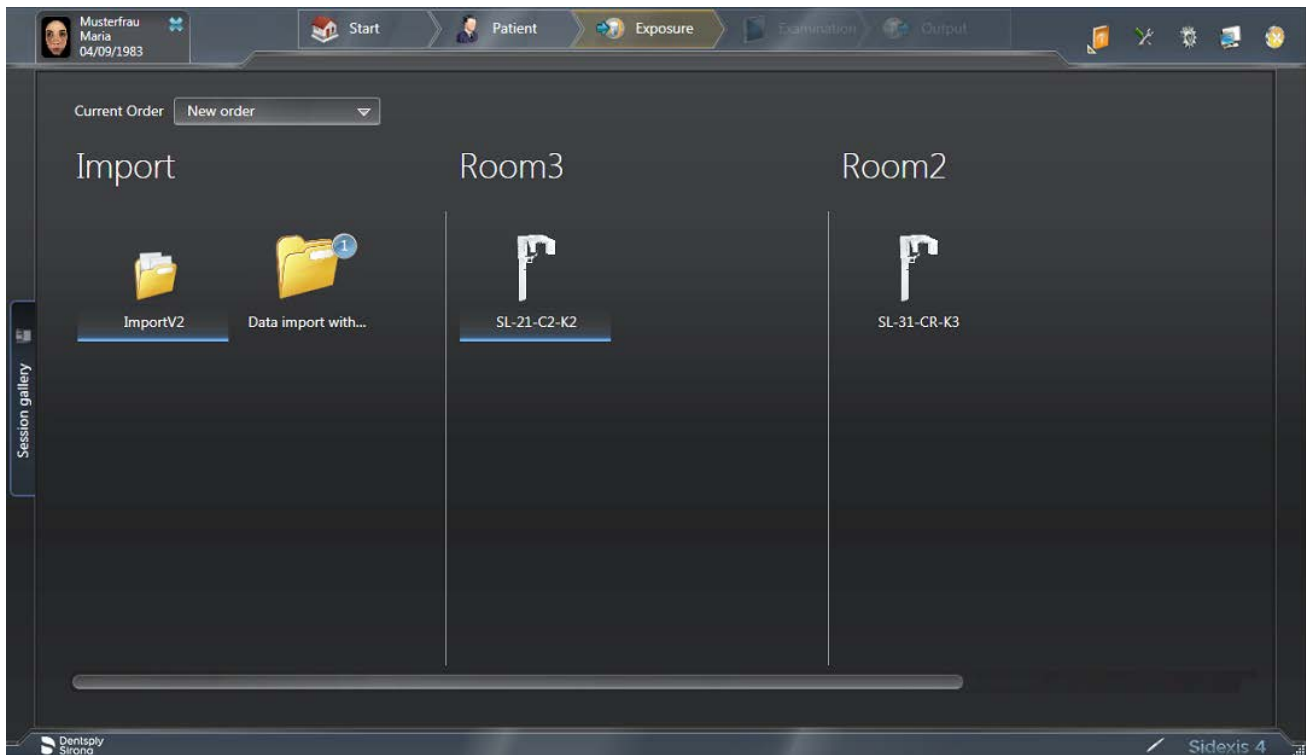 Musterfrau
Maria
04/09/1983
Start
Patient
Exposure
Examination
Output
Current Order
New order
Import
Room3
Room2
1
ImportV2
Data import with...
SL-21-C2-K2
SL-31-CR-K3
Session gallery
Dentsply
Sirona
Sidexis 4